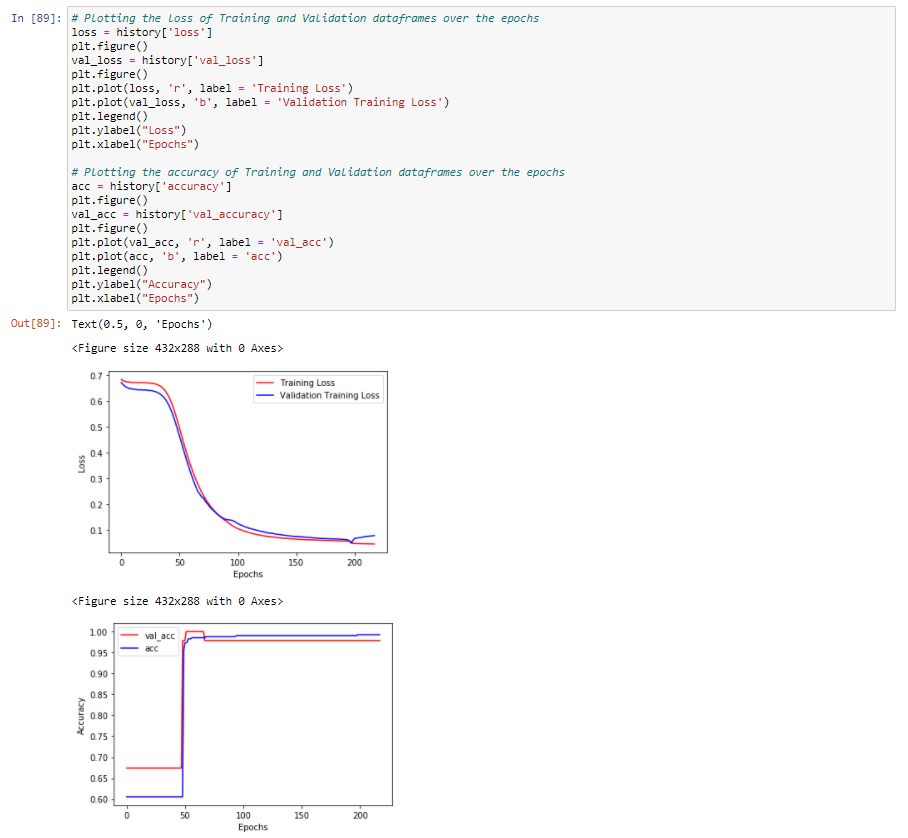 In [89]: # Plotting the loss of Training and Validation dataframes over the epochs
loss = history['loss']
plt.figure()
val_loss = history['val_loss']
plt.figure()
plt.plot(loss, 'r', label = 'Training Loss')
plt.plot(val_loss, 'b', label = 'Validation Training Loss')
plt.legend()
plt.ylabel("Loss")
plt.xlabel("Epochs")
# Plotting the accuracy of Training and Validation dataframes over the epochs
acc = history['accuracy']
plt.figure()
val_acc = history['val_accuracy']
plt.figure()
plt.plot(val_acc, 'r', label = 'val_acc')
plt.plot(acc, 'b', label = 'acc')
plt.legend()
plt.ylabel("Accuracy")
plt.xlabel("Epochs")
Out[89]: Text(0.5, 0, 'Epochs')
<Figure size 432x288 with 0 Axes>
Training Loss
Validation Training Loss
0.7
0.6
0.5
0.4
0.3
0.2
0.1
Loss
0 50 100 150 200
Epochs
<Figure size 432x288 with 0 Axes>
val_acc
acc
1.00
0.95
0.90
0.85
0.80
0.75
0.70
0.65
0.60
Accuracy
0 50 100 150 200
Epochs